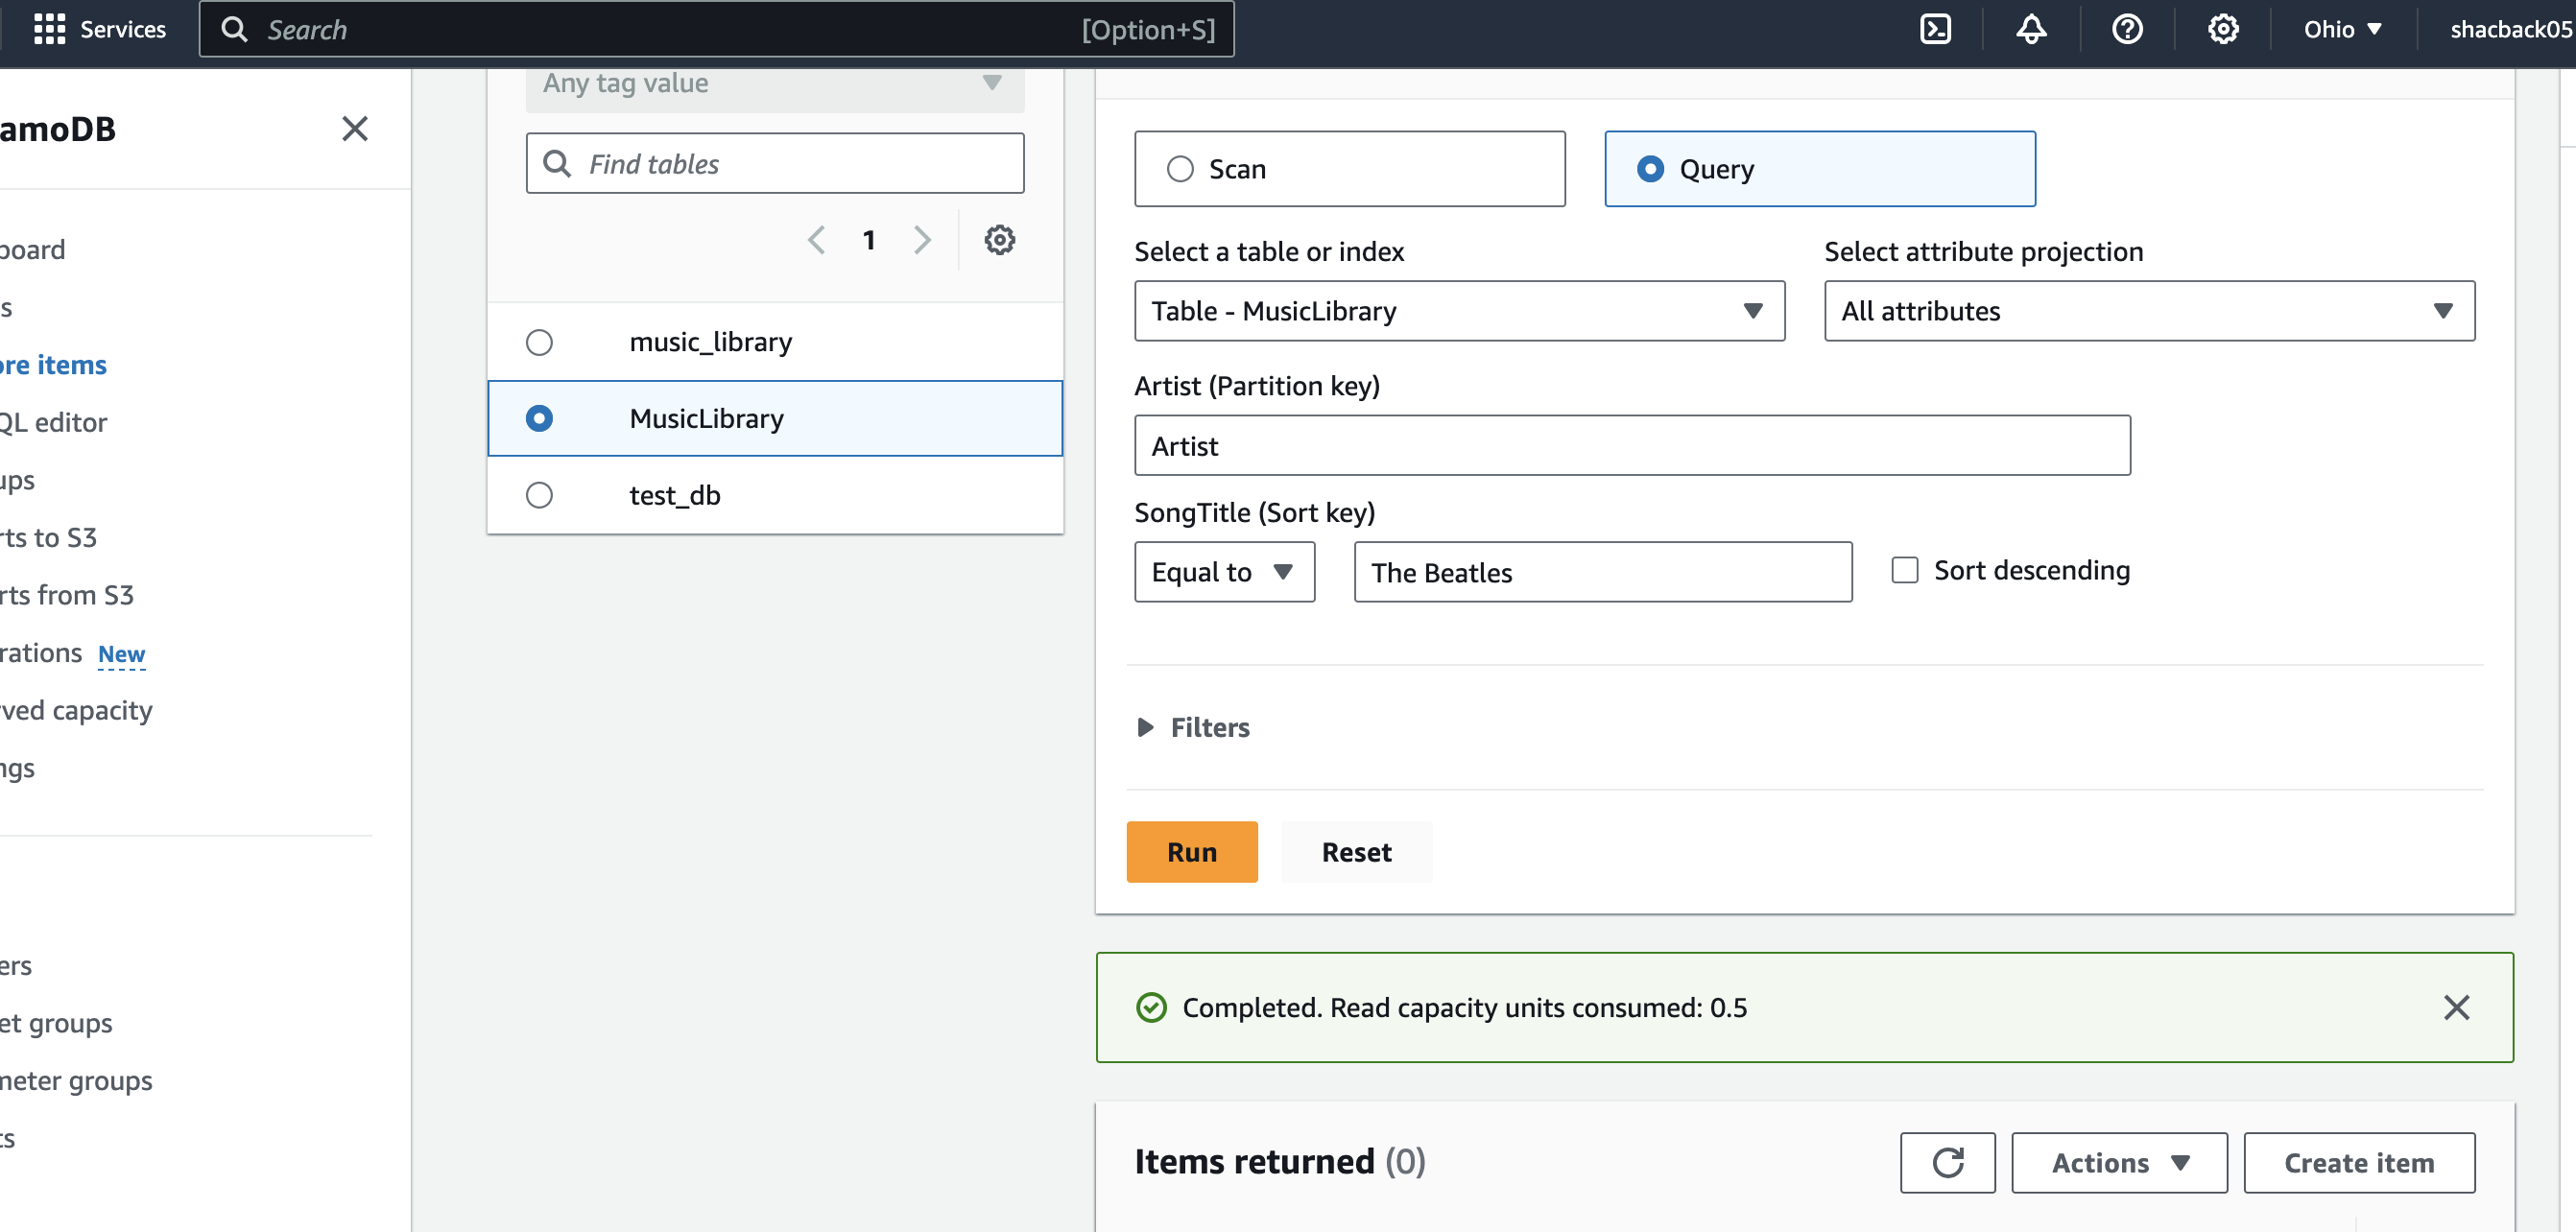 Services
Search [Option+S]
Ohio
shacback05
amoDB
board
s
ore items
QL editor
ups
rts to S3
rts from S3
rations New
rved capacity
ngs
ers
et groups
meter groups
ts
Any tag value
Find tables
1
music_library
MusicLibrary
test_db
Scan
Query
Select a table or index
Select attribute projection
Table - MusicLibrary
All attributes
Artist (Partition key)
Artist
SongTitle (Sort key)
Equal to
The Beatles
Sort descending
Filters
Run
Reset
Completed. Read capacity units consumed: 0.5
Items returned (0)
Actions
Create item